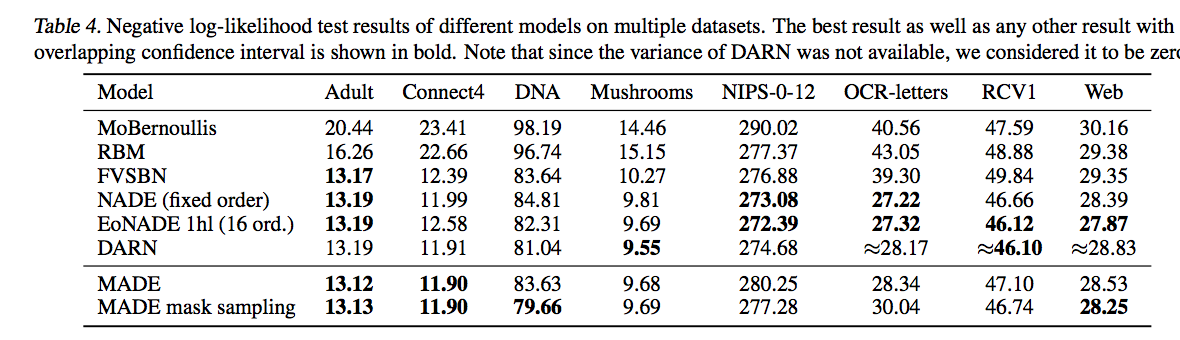 Table 4. Negative log-likelihood test results of different models on multiple datasets. The best result as well as any other result with
overlapping confidence interval is shown in bold. Note that since the variance of DARN was not available, we considered it to be
Model Adult Connect4 DNA Mushrooms NIPS-0-12 OCR-letters RCV1 Web
MoBernoullis 20.44 23.41 98.19 14.46 290.02 40.56 47.59 30.16
RBM 16.26 22.66 96.74 15.15 277.37 43.05 48.88 29.38
FVSBN 13.17 12.39 83.64 10.27 276.88 39.30 49.84 29.35
NADE (fixed order) 13.19 11.99 84.81 9.81 273.08 27.22 46.66 28.39
EoNADE 1hl (16 ord.) 13.19 12.58 82.31 9.69 272.39 27.32 46.12 27.87
DARN 13.19 11.91 81.04 9.55 274.68 ≈28.17 ≈46.10 ≈28.83
MADE 13.12 11.90 83.63 9.68 280.25 28.34 47.10 28.53
MADE mask sampling 13.13 11.90 79.66 9.69 277.28 30.04 46.74 28.25